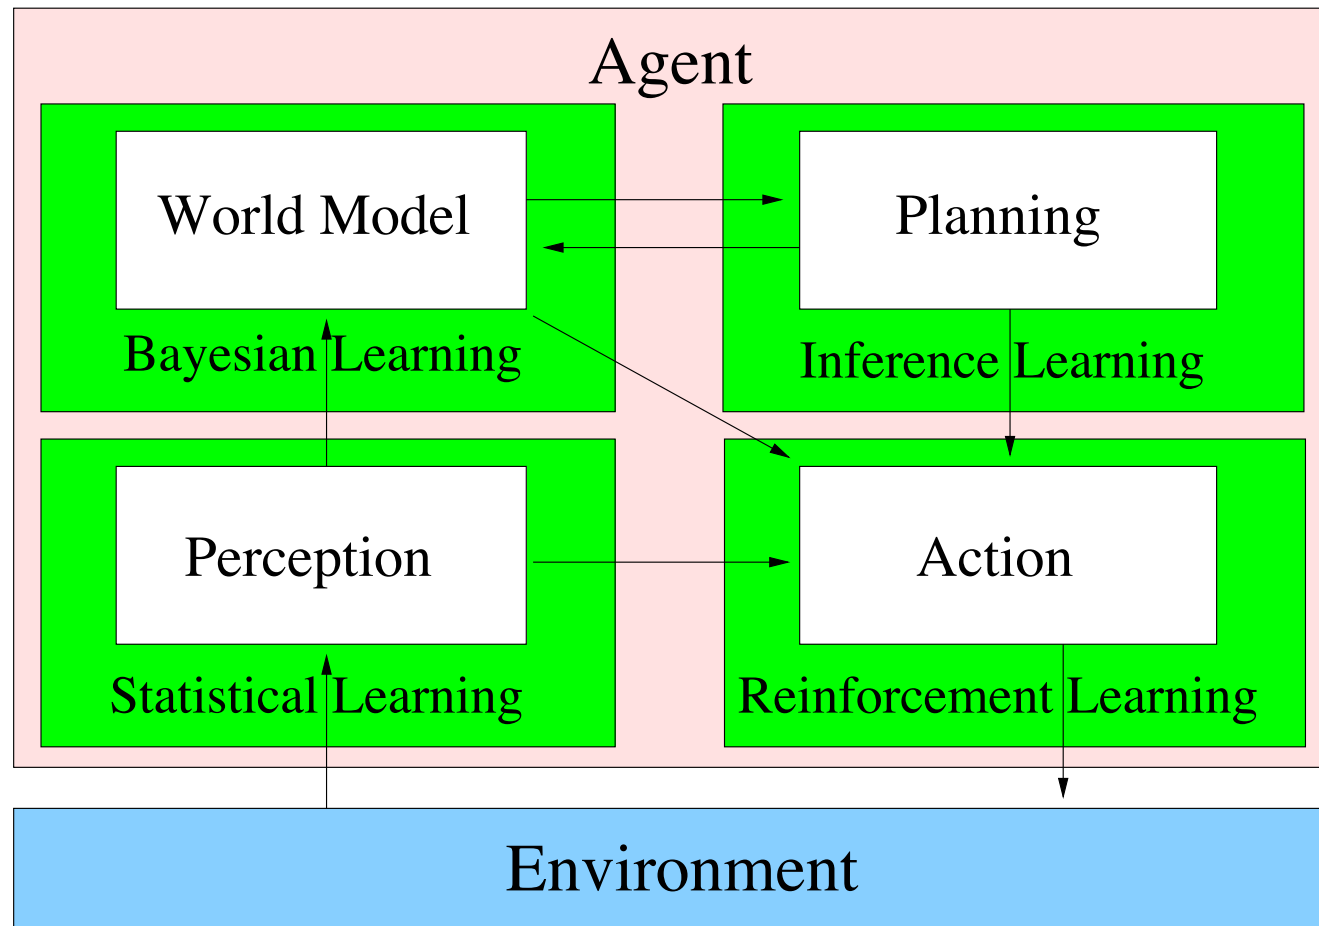 Agent
World Model
Planning
Bayesian Learning
Inference Learning
Perception
Action
Statistical Learning
Reinforcement Learning
Environment